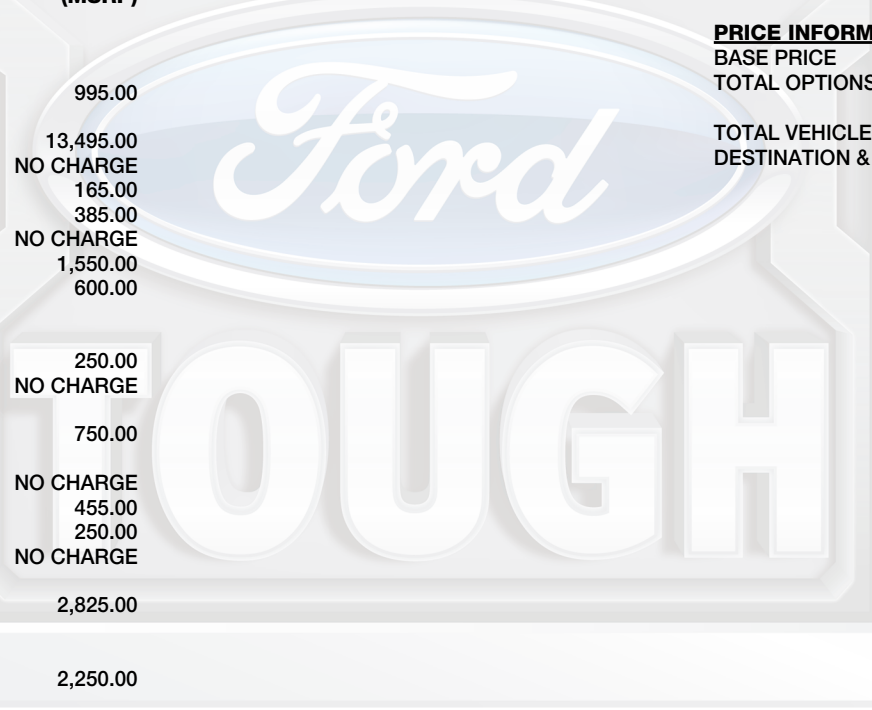 (MSRP)
995.00
13,495.00
NO CHARGE
165.00
385.00
NO CHARGE
1,550.00
600.00
250.00
NO CHARGE
750.00
NO CHARGE
455.00
250.00
NO CHARGE
2,825.00
2,250.00
PRICE INFORM
BASE PRICE
TOTAL OPTIONS
TOTAL VEHICLE
DESTINATION &
Ford
TOUGH